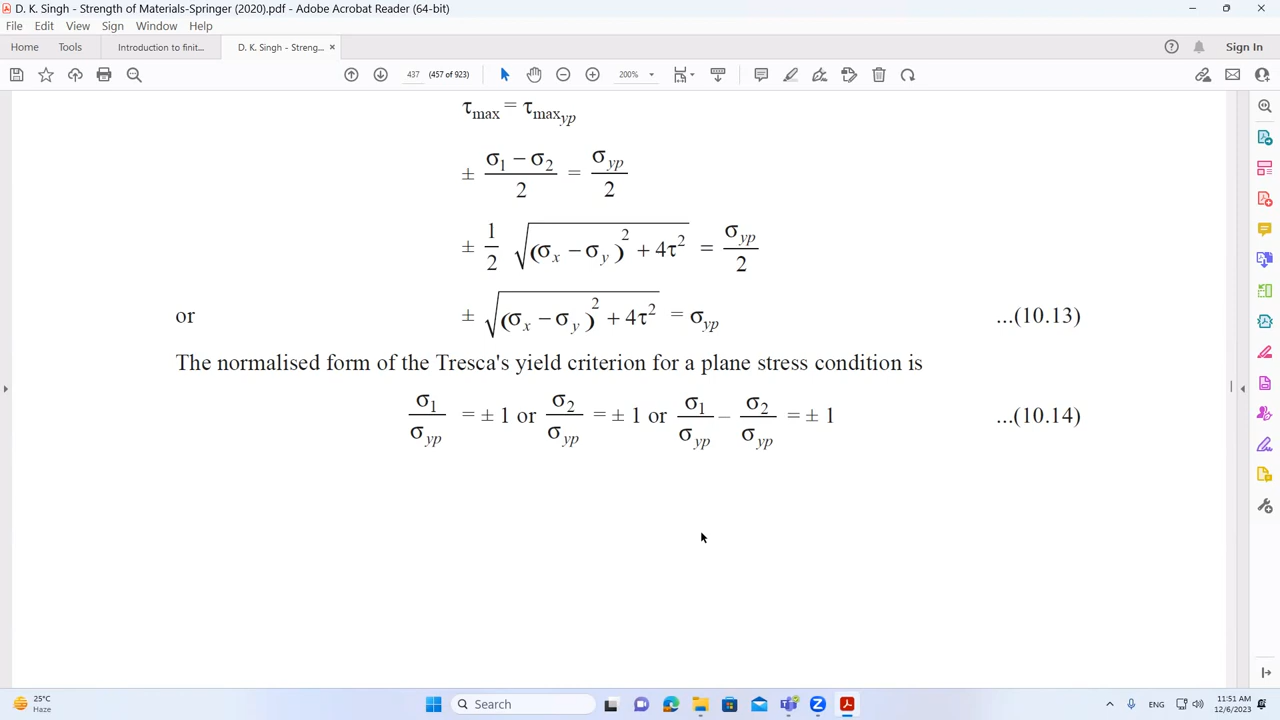 D. K. Singh - Strength of Materials-Springer (2020).pdf - Adobe Acrobat Reader (64-bit)
File Edit View Sign Window Help
Home Tools Introduction to finit... D. K. Singh - Streng... × Sign In
437 (457 of 923) 200%
τmax = τmaxyp
± σ1 − σ2 / 2 = σyp / 2
± 1/2 √(σx − σy)² + 4τ² = σyp / 2
or ± √(σx − σy)² + 4τ² = σyp ...(10.13)
The normalised form of the Tresca's yield criterion for a plane stress condition is
σ1/σyp = ± 1 or σ2/σyp = ± 1 or σ1/σyp − σ2/σyp = ± 1 ...(10.14)
25°C
Haze
Search
ENG
11:51 AM
12/6/2023